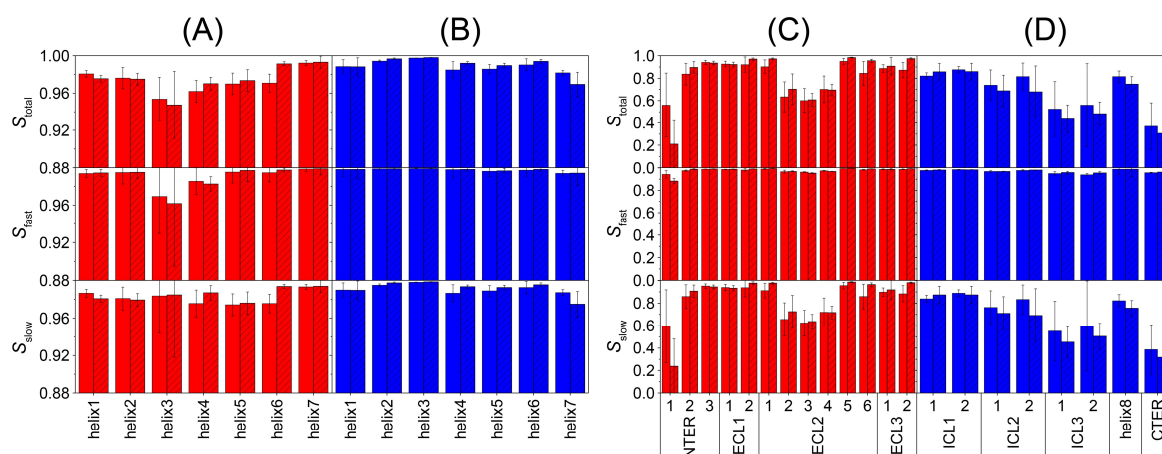 (A) (B) (C) (D)
S_total
1.00
0.96
0.92
0.88
S_fast
0.96
0.92
0.88
S_slow
0.96
0.92
0.88
helix1 helix2 helix3 helix4 helix5 helix6 helix7 helix1 helix2 helix3 helix4 helix5 helix6 helix7
S_total
1.0
0.8
0.6
0.4
0.2
0.0
S_fast
0.8
0.6
0.4
0.2
0.0
S_slow
0.8
0.6
0.4
0.2
0.0
1 2 3 1 2 1 2 3 4 5 6 1 2 1 2 1 2 1 2
NTER ECL1 ECL2 ECL3 ICL1 ICL2 ICL3 helix8 CTER